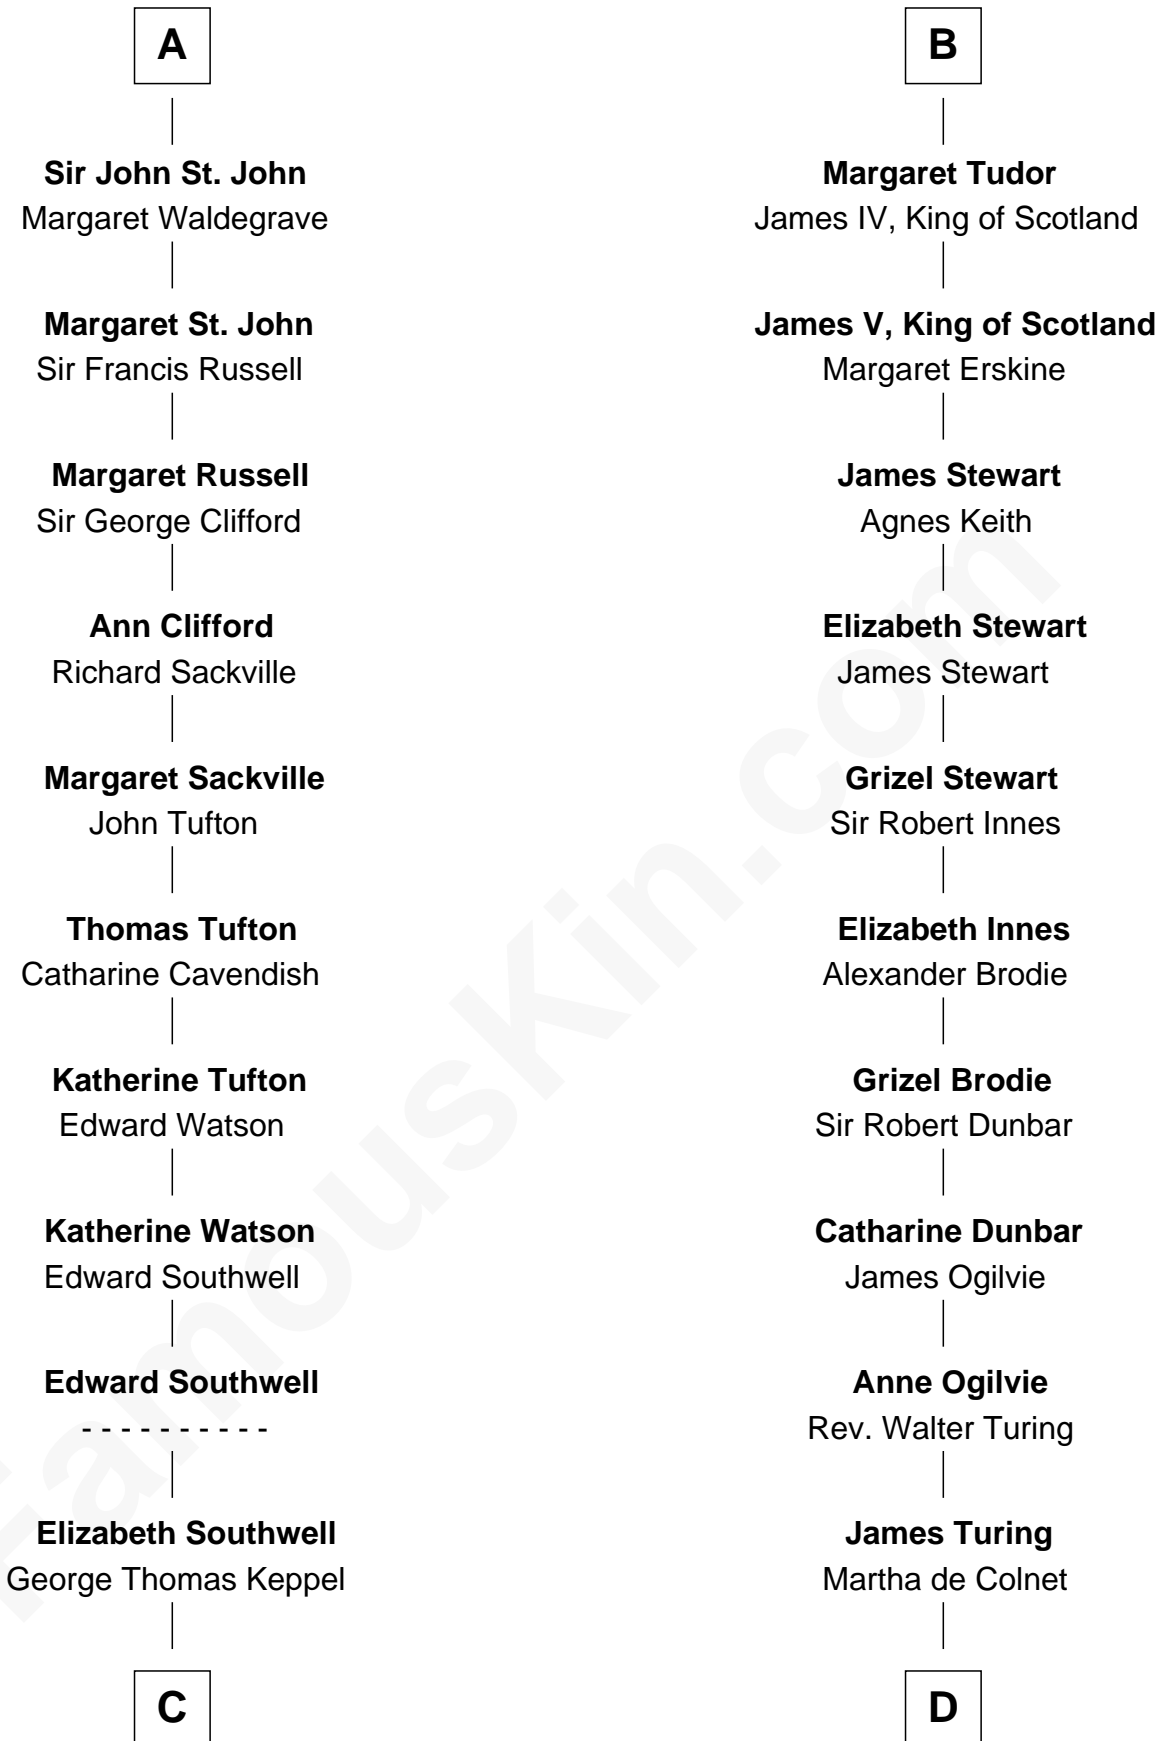 A
Sir John St. John
Margaret Waldegrave
Margaret St. John
Sir Francis Russell
Margaret Russell
Sir George Clifford
Ann Clifford
Richard Sackville
Margaret Sackville
John Tufton
Thomas Tufton
Catharine Cavendish
Katherine Tufton
Edward Watson
Katherine Watson
Edward Southwell
Edward Southwell
- - - - - - - - - -
Elizabeth Southwell
George Thomas Keppel
C
B
Margaret Tudor
James IV, King of Scotland
James V, King of Scotland
Margaret Erskine
James Stewart
Agnes Keith
Elizabeth Stewart
James Stewart
Grizel Stewart
Sir Robert Innes
Elizabeth Innes
Alexander Brodie
Grizel Brodie
Sir Robert Dunbar
Catharine Dunbar
James Ogilvie
Anne Ogilvie
Rev. Walter Turing
James Turing
Martha de Colnet
D
FamousKin.com